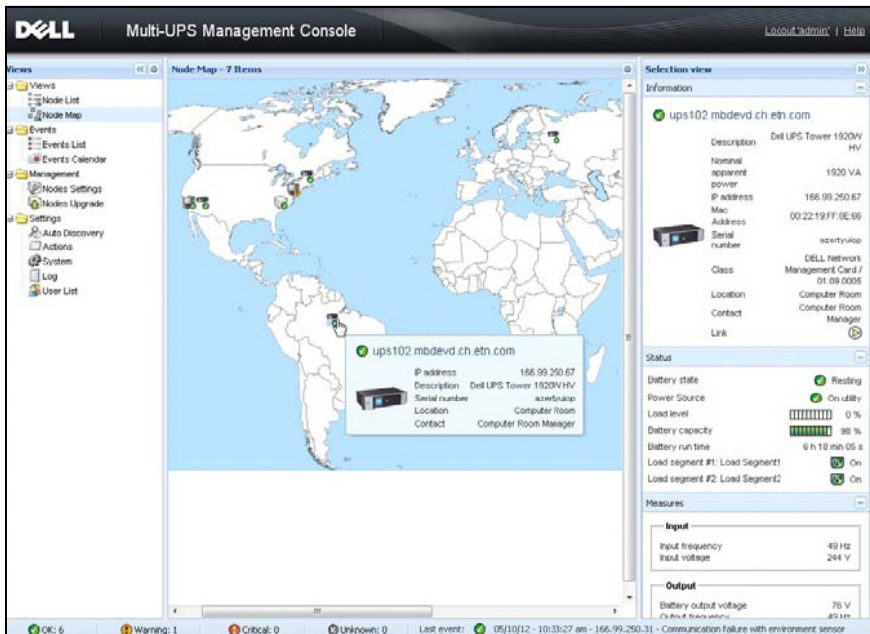 DELL Multi-UPS Management Console
Logout 'admin' | Help
Views
Node Map - 7 Items
Selection view
Views
Node List
Node Map
Events
Events List
Events Calendar
Management
Nodes Settings
Nodes Upgrade
Settings
Auto Discovery
Actions
System
Log
User List
ups102.mbdevd.ch.etn.com
IP address 166.99.250.67
Description Dell UPS Tower 1920W HV
Serial number azertyuiop
Location Computer Room
Contact Computer Room Manager
Information
ups102.mbdevd.ch.etn.com
Description Dell UPS Tower 1920W HV
Nominal apparent power 1920 VA
IP address 166.99.250.67
Mac Address 00:22:19:FF:8E:66
Serial number azertyuiop
Class DELL Network Management Card / 01.09.0005
Location Computer Room
Contact Computer Room Manager
Link
Status
Battery state Resting
Power Source On utility
Load level 0 %
Battery capacity 98 %
Battery run time 6 h 18 min 05 s
Load segment #1: Load Segment1 On
Load segment #2: Load Segment2 On
Measures
Input
Input frequency 49 Hz
Input voltage 244 V
Output
Battery output voltage 76 V
Output frequency 49 Hz
OK: 6 Warning: 1 Critical: 0 Unknown: 0 Last event: 05/10/12 - 10:33:27 am - 166.99.250.31 - Communication failure with environment sensor